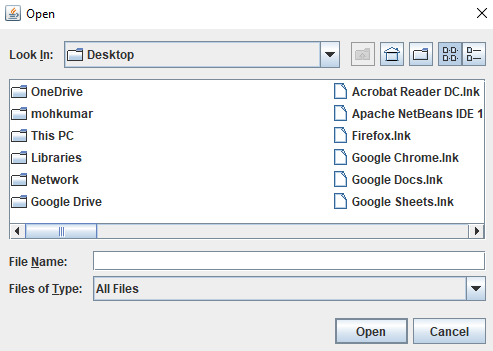 Open
Look In: Desktop
OneDrive
mohkumar
This PC
Libraries
Network
Google Drive
Acrobat Reader DC.lnk
Apache NetBeans IDE 1
Firefox.lnk
Google Chrome.lnk
Google Docs.lnk
Google Sheets.lnk
File Name:
Files of Type: All Files
Open Cancel